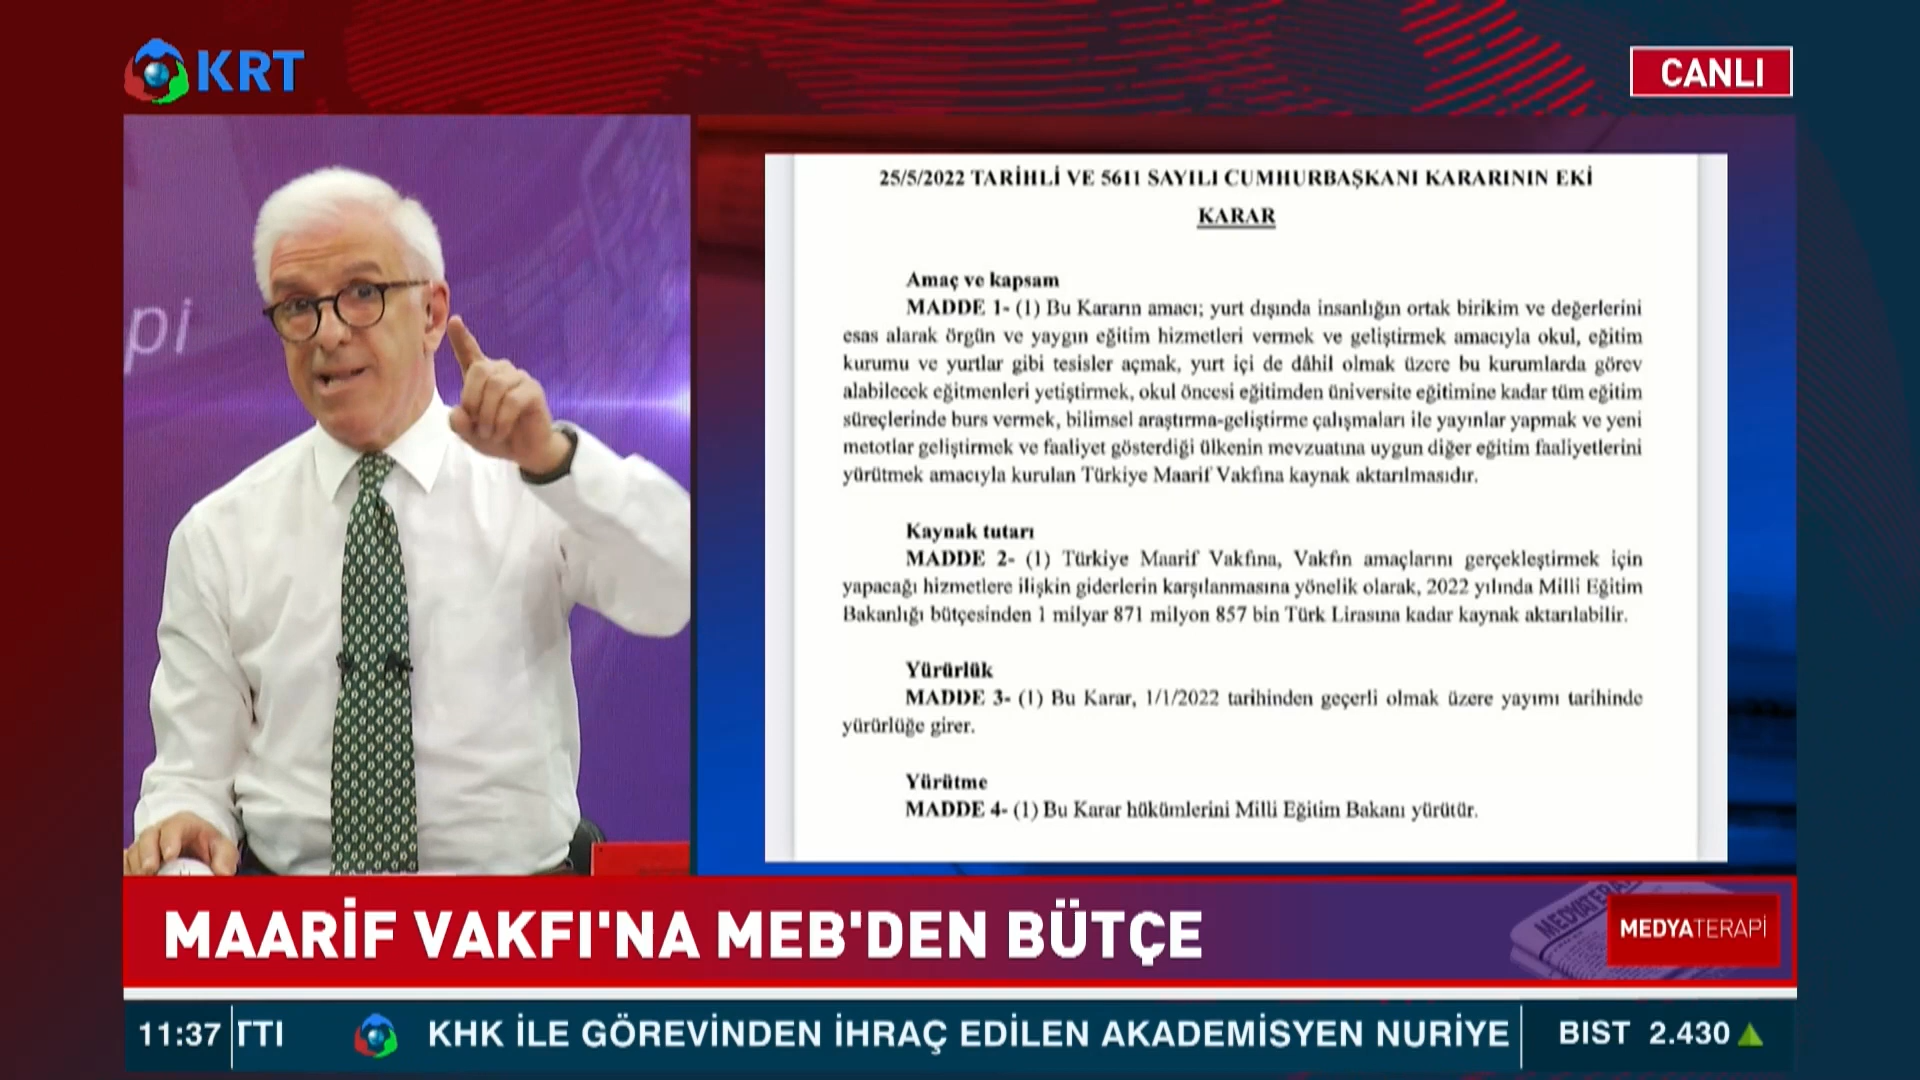 KRT
CANLI
pi
25/5/2022 TARİHLİ VE 5611 SAYILI CUMHURBAŞKANI KARARININ EKİ
KARAR
Amaç ve kapsam
MADDE 1- (1) Bu Kararın amacı; yurt dışında insanlığın ortak birikim ve değerlerini
esas alarak örgün ve yaygın eğitim hizmetleri vermek ve geliştirmek amacıyla okul, eğitim
kurumu ve yurtlar gibi tesisler açmak, yurt içi de dâhil olmak üzere bu kurumlarda görev
alabilecek eğitmenleri yetiştirmek, okul öncesi eğitimden üniversite eğitimine kadar tüm eğitim
süreçlerinde burs vermek, bilimsel araştırma-geliştirme çalışmaları ile yayınlar yapmak ve yeni
metotlar geliştirmek ve faaliyet gösterdiği ülkenin mevzuatına uygun diğer eğitim faaliyetlerini
yürütmek amacıyla kurulan Türkiye Maarif Vakfına kaynak aktarılmasıdır.
Kaynak tutarı
MADDE 2- (1) Türkiye Maarif Vakfına, Vakfın amaçlarını gerçekleştirmek için
yapacağı hizmetlere ilişkin giderlerin karşılanmasına yönelik olarak, 2022 yılında Milli Eğitim
Bakanlığı bütçesinden 1 milyar 871 milyon 857 bin Türk Lirasına kadar kaynak aktarılabilir.
Yürürlük
MADDE 3- (1) Bu Karar, 1/1/2022 tarihinden geçerli olmak üzere yayımı tarihinde
yürürlüğe girer.
Yürütme
MADDE 4- (1) Bu Karar hükümlerini Milli Eğitim Bakanı yürütür.
MAARİF VAKFI'NA MEB'DEN BÜTÇE
MEDYATERAPİ
11:37 TTI KHK İLE GÖREVİNDEN İHRAÇ EDİLEN AKADEMİSYEN NURİYE BIST 2.430